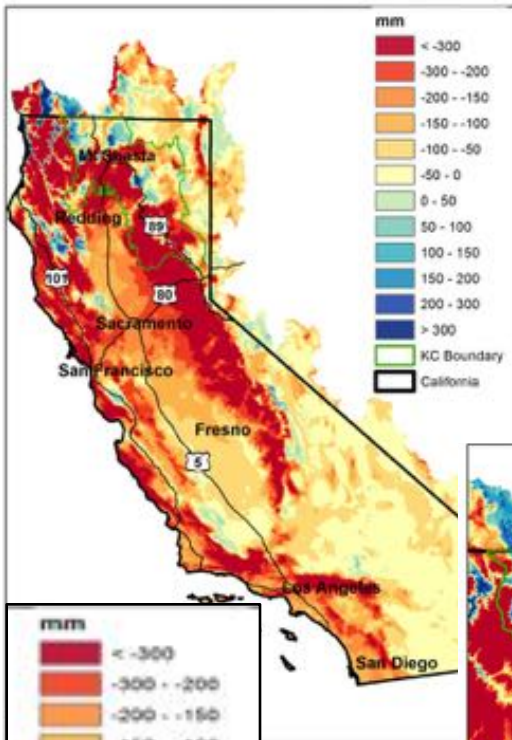 mm
< -300
-300 - -200
-200 - -150
-150 - -100
-100 - -50
-50 - 0
0 - 50
50 - 100
100 - 150
150 - 200
200 - 300
> 300
KC Boundary
California
Mt Shasta
Redding
89
101
80
Sacramento
San Francisco
Fresno
5
Los Angeles
San Diego
mm
< -300
-300 - -200
-200 - -150